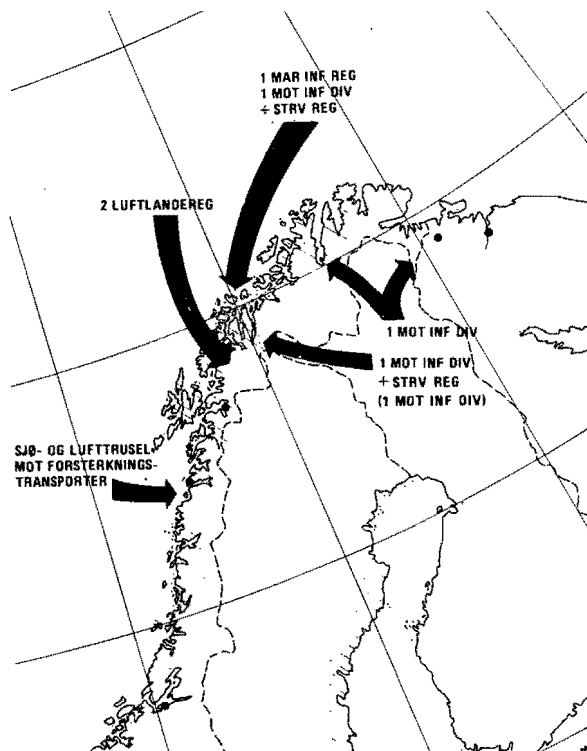 1 MAR INF REG
1 MOT INF DIV
÷ STRV REG
2 LUFTLANDEREG
1 MOT INF DIV
1 MOT INF DIV
+ STRV REG
(1 MOT INF DIV)
SJØ- OG LUFTTRUSEL
MOT FORSTERKNINGS-
TRANSPORTER